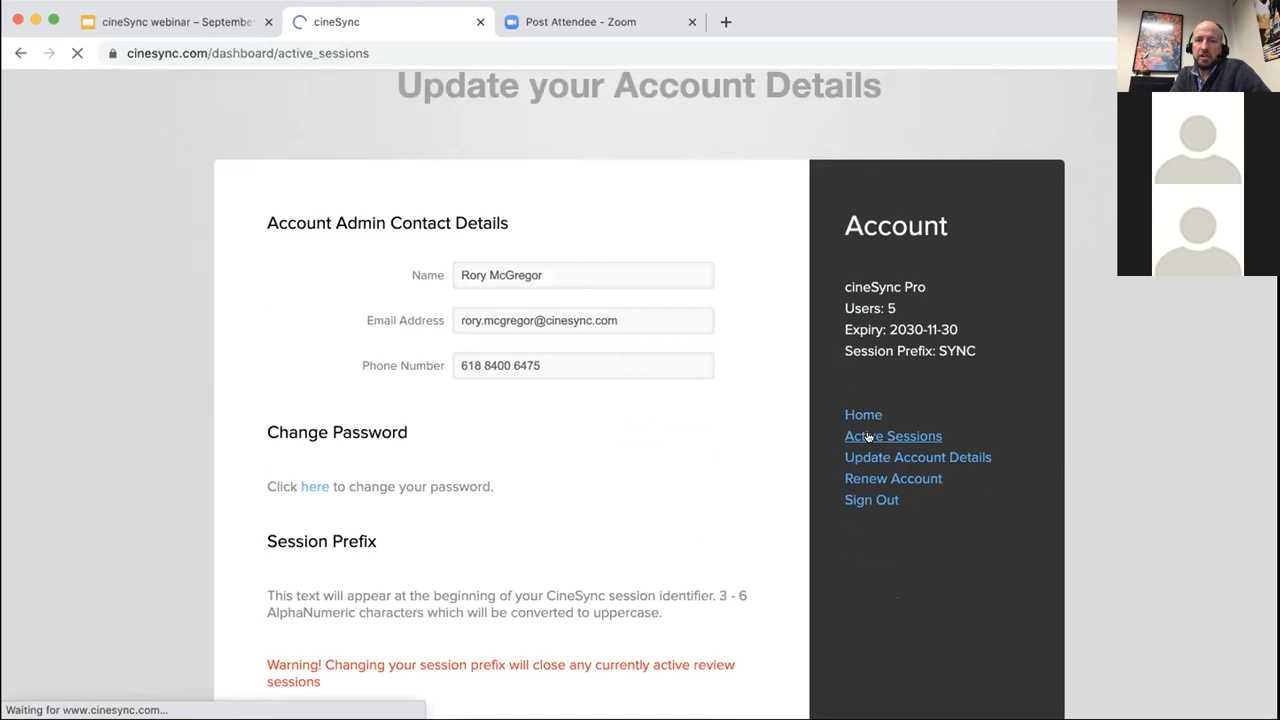 cineSync webinar – September
cineSync
Post Attendee - Zoom
cinesync.com/dashboard/active_sessions
Update your Account Details
Account Admin Contact Details
Name
Rory McGregor
Email Address
rory.mcgregor@cinesync.com
Phone Number
618 8400 6475
Change Password
Click here to change your password.
Session Prefix
This text will appear at the beginning of your CineSync session identifier. 3 - 6
AlphaNumeric characters which will be converted to uppercase.
Warning! Changing your session prefix will close any currently active review
sessions
Account
cineSync Pro
Users: 5
Expiry: 2030-11-30
Session Prefix: SYNC
Home
Active Sessions
Update Account Details
Renew Account
Sign Out
Waiting for www.cinesync.com...